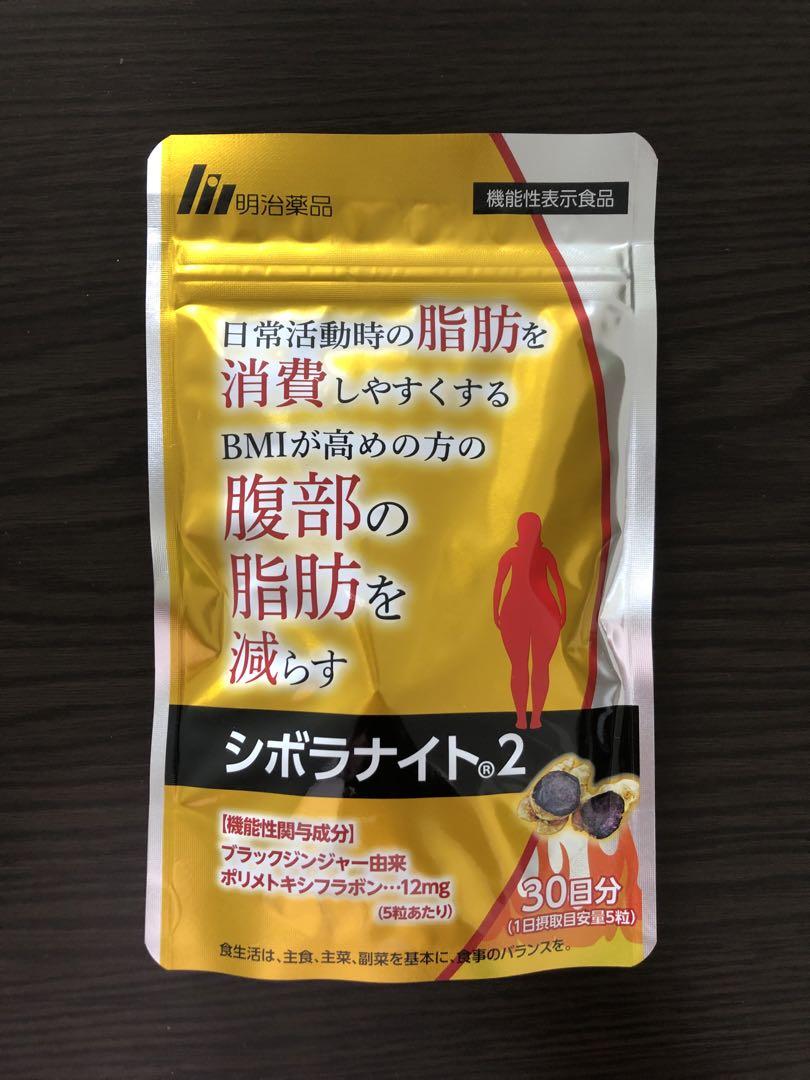 明治薬品
機能性表示食品
日常活動時の脂肪を
消費しやすくする
BMIが高めの方の
腹部の
脂肪を
減らす
シボラナイト®2
【機能性関与成分】
ブラックジンジャー由来
ポリメトキシフラボン…12mg
(5粒あたり)
30日分
(1日摂取目安量5粒)
食生活は、主食、主菜、副菜を基本に、食事のバランスを。